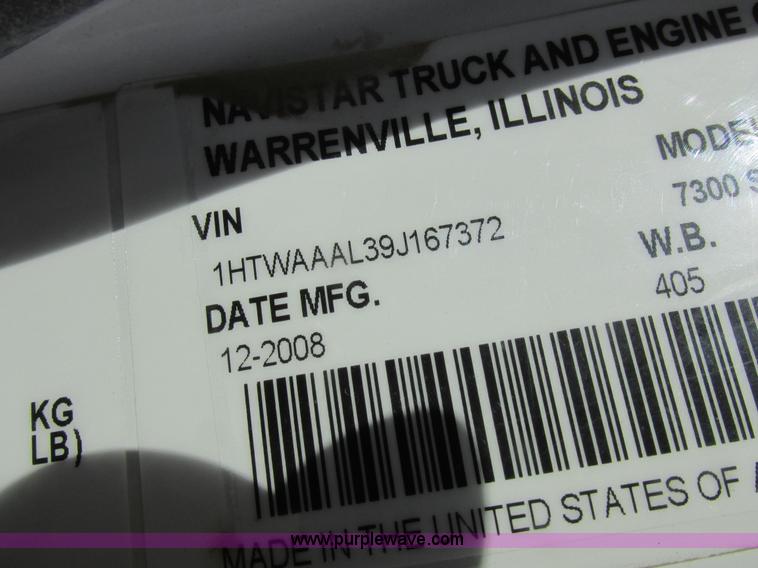 NAVISTAR TRUCK AND ENGINE
WARRENVILLE, ILLINOIS
MODEL
7300
VIN
1HTWAAAL39J167372
W.B.
405
DATE MFG.
12-2008
KG
LB)
MADE IN THE UNITED STATES OF
www.purplewave.com